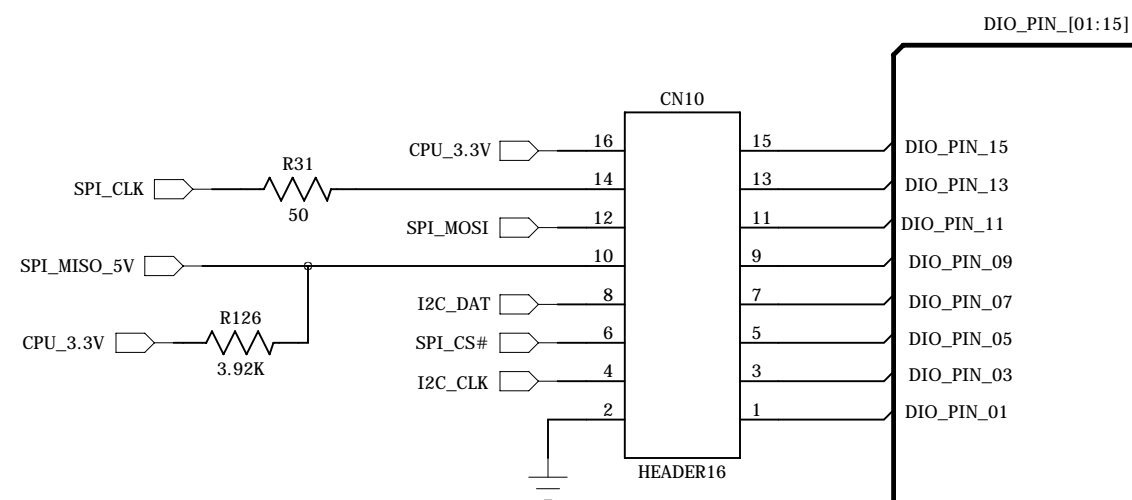 DIO_PIN_[01:15]
CN10
CPU_3.3V 16 15 DIO_PIN_15
R31
SPI_CLK 14 13 DIO_PIN_13
50
SPI_MOSI 12 11 DIO_PIN_11
SPI_MISO_5V 10 9 DIO_PIN_09
I2C_DAT 8 7 DIO_PIN_07
R126
CPU_3.3V SPI_CS# 6 5 DIO_PIN_05
3.92K
I2C_CLK 4 3 DIO_PIN_03
2 1 DIO_PIN_01
HEADER16